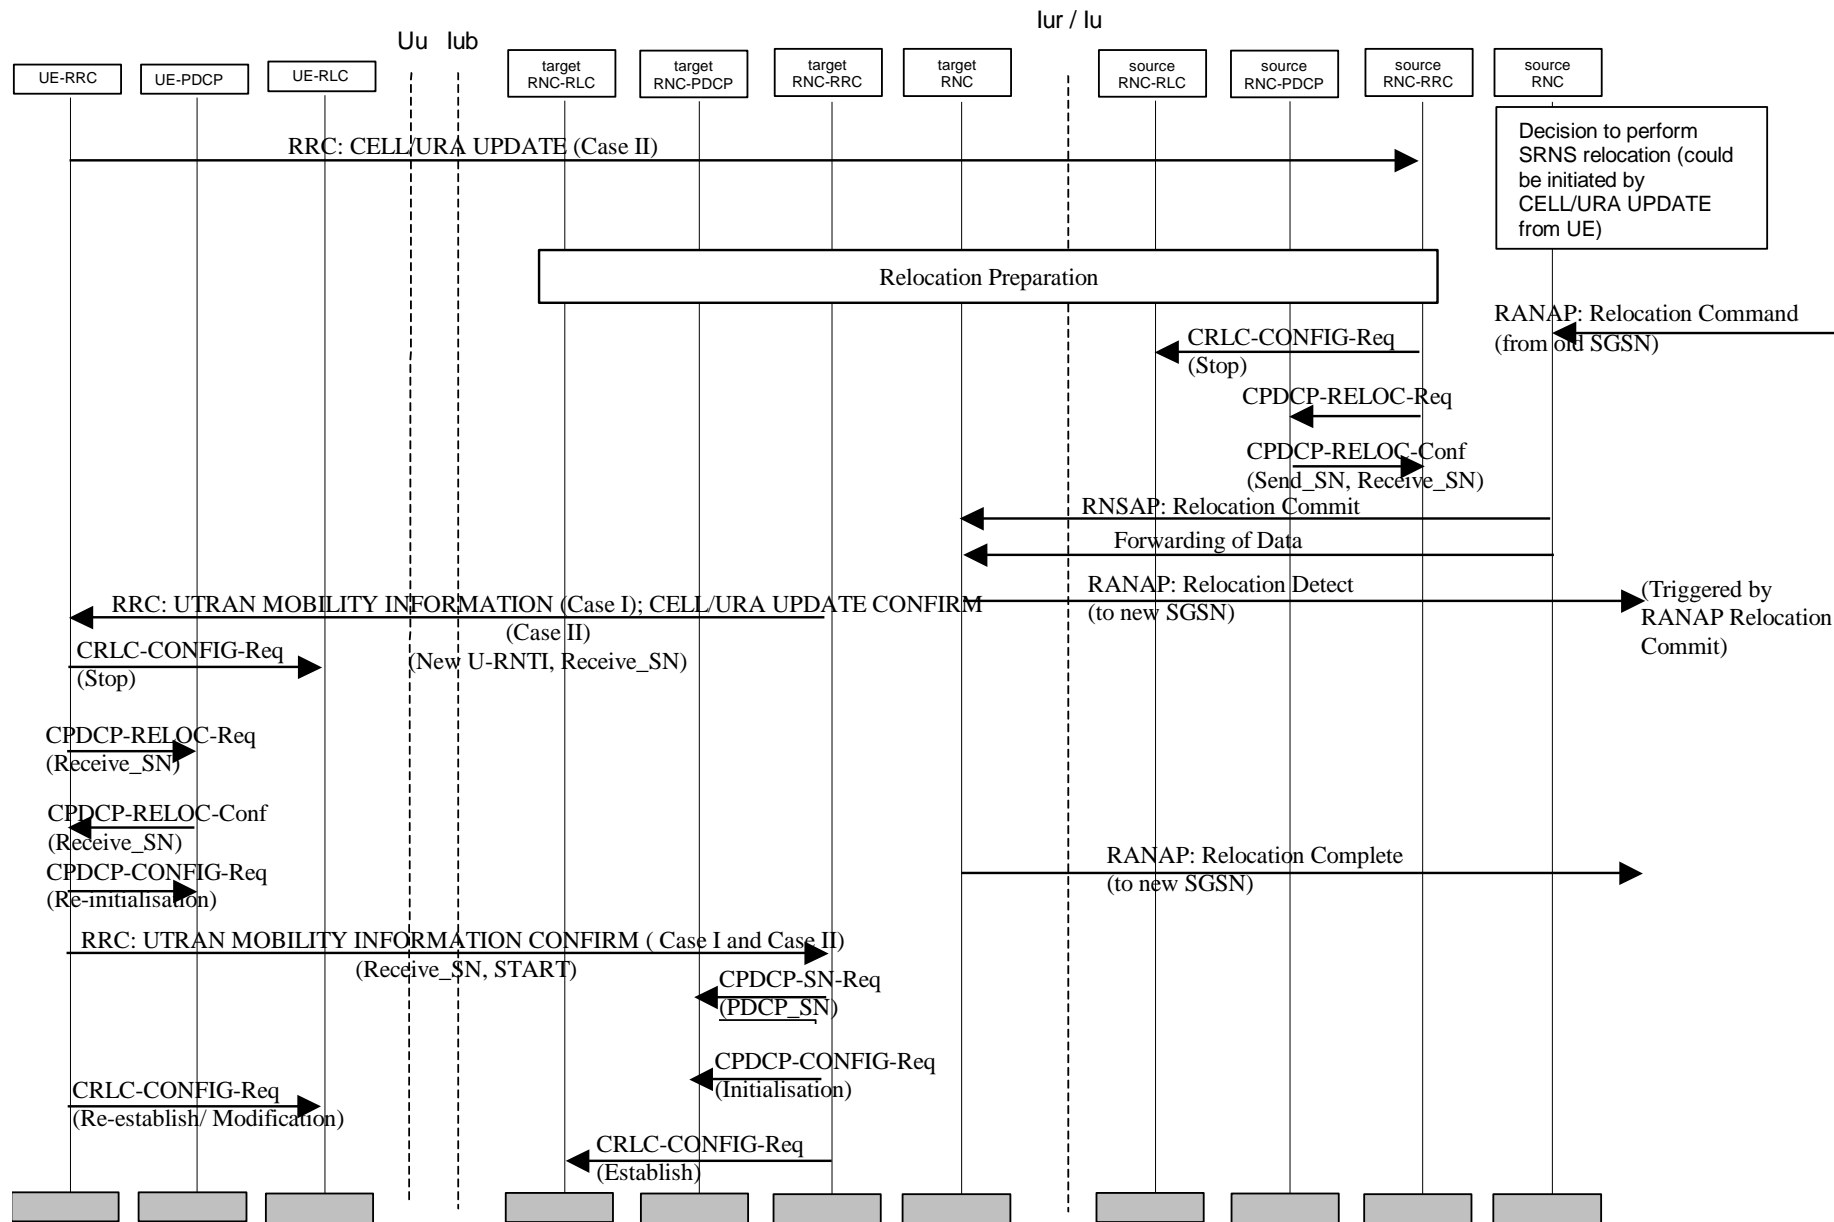 Iur / Iu
Uu Iub
UE-RRC
UE-PDCP
UE-RLC
target
RNC-RLC
target
RNC-PDCP
target
RNC-RRC
target
RNC
source
RNC-RLC
source
RNC-PDCP
source
RNC-RRC
source
RNC
Decision to perform
SRNS relocation (could
be initiated by
CELL/URA UPDATE
from UE)
RRC: CELL/URA UPDATE (Case II)
Relocation Preparation
RANAP: Relocation Command
(from old SGSN)
CRLC-CONFIG-Req
(Stop)
CPDCP-RELOC-Req
CPDCP-RELOC-Conf
(Send_SN, Receive_SN)
RNSAP: Relocation Commit
Forwarding of Data
RANAP: Relocation Detect
(to new SGSN)
(Triggered by
RANAP Relocation
Commit)
RRC: UTRAN MOBILITY INFORMATION (Case I); CELL/URA UPDATE CONFIRM
(Case II)
(New U-RNTI, Receive_SN)
CRLC-CONFIG-Req
(Stop)
CPDCP-RELOC-Req
(Receive_SN)
CPDCP-RELOC-Conf
(Receive_SN)
CPDCP-CONFIG-Req
(Re-initialisation)
RANAP: Relocation Complete
(to new SGSN)
RRC: UTRAN MOBILITY INFORMATION CONFIRM ( Case I and Case II)
(Receive_SN, START)
CPDCP-SN-Req
(PDCP_SN)
CPDCP-CONFIG-Req
(Initialisation)
CRLC-CONFIG-Req
(Re-establish/ Modification)
CRLC-CONFIG-Req
(Establish)